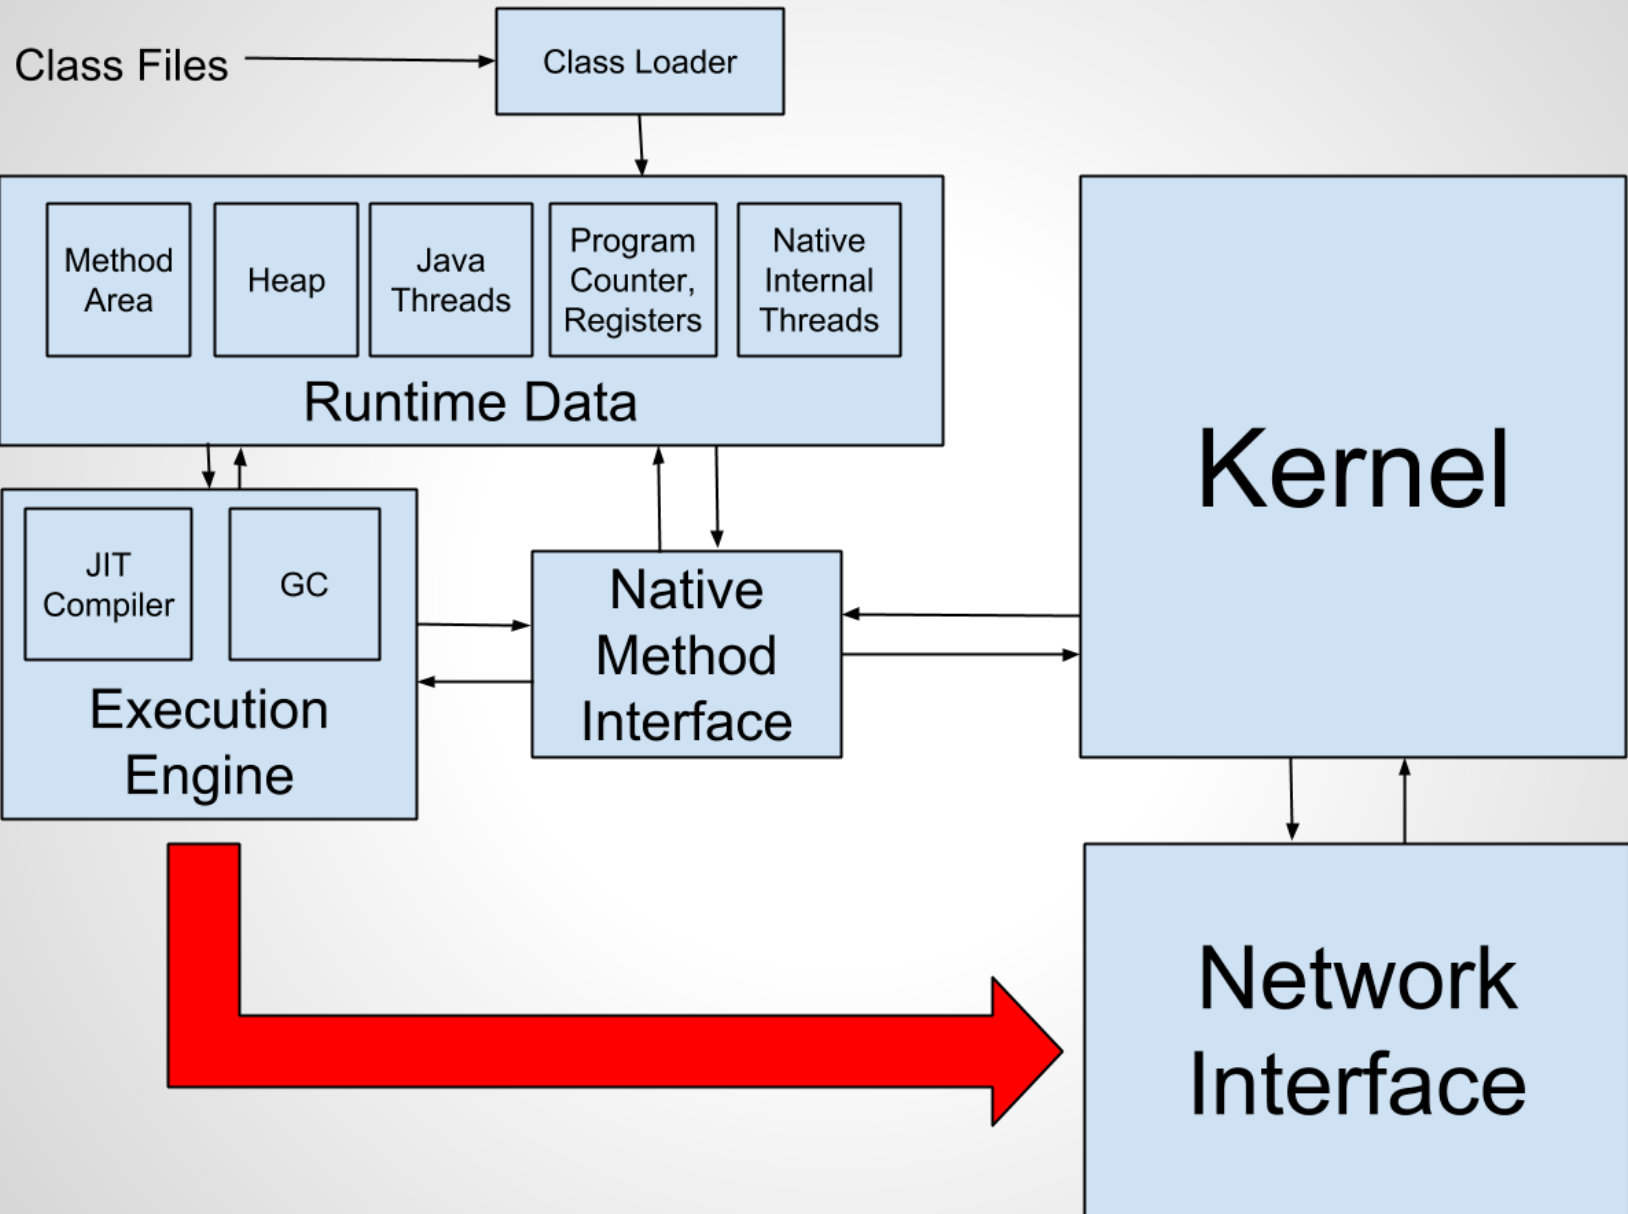 Class Files
Class Loader
Method
Area
Heap
Java
Threads
Program
Counter,
Registers
Native
Internal
Threads
Runtime Data
Kernel
JIT
Compiler
GC
Execution
Engine
Native
Method
Interface
Network
Interface